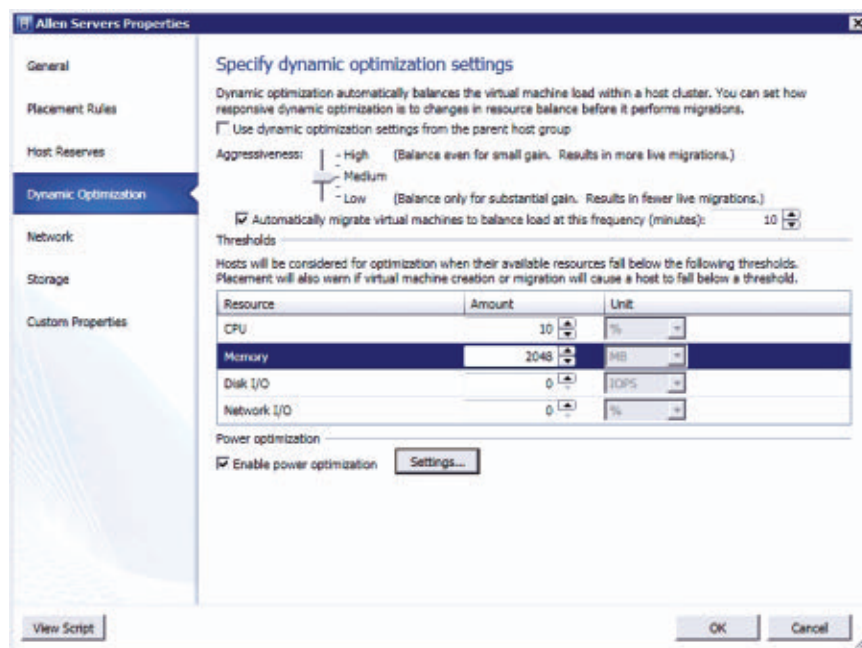 Allen Servers Properties
General
Placement Rules
Host Reserves
Dynamic Optimization
Network
Storage
Custom Properties
Specify dynamic optimization settings
Dynamic optimization automatically balances the virtual machine load within a host cluster. You can set how
responsive dynamic optimization is to changes in resource balance before it performs migrations.
Use dynamic optimization settings from the parent host group
Aggressiveness: High (Balance even for small gain. Results in more live migrations.)
Medium
Low (Balance only for substantial gain. Results in fewer live migrations.)
Automatically migrate virtual machines to balance load at this frequency (minutes): 10
Thresholds
Hosts will be considered for optimization when their available resources fall below the following thresholds.
Placement will also warn if virtual machine creation or migration will cause a host to fall below a threshold.
Resource Amount Unit
CPU 10 %
Memory 2048 MB
Disk I/O 0 IOPS
Network I/O 0 %
Power optimization
Enable power optimization Settings...
View Script OK Cancel